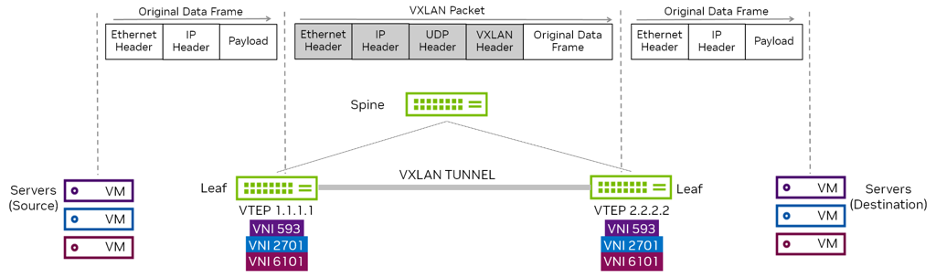 Original Data Frame
VXLAN Packet
Original Data Frame
Ethernet Header
IP Header
Payload
Ethernet Header
IP Header
UDP Header
VXLAN Header
Original Data Frame
Ethernet Header
IP Header
Payload
Spine
VXLAN TUNNEL
Servers
(Source)
VM
VM
VM
Leaf
VTEP 1.1.1.1
VNI 593
VNI 2701
VNI 6101
Leaf
VTEP 2.2.2.2
VNI 593
VNI 2701
VNI 6101
VM
VM
VM
Servers
(Destination)